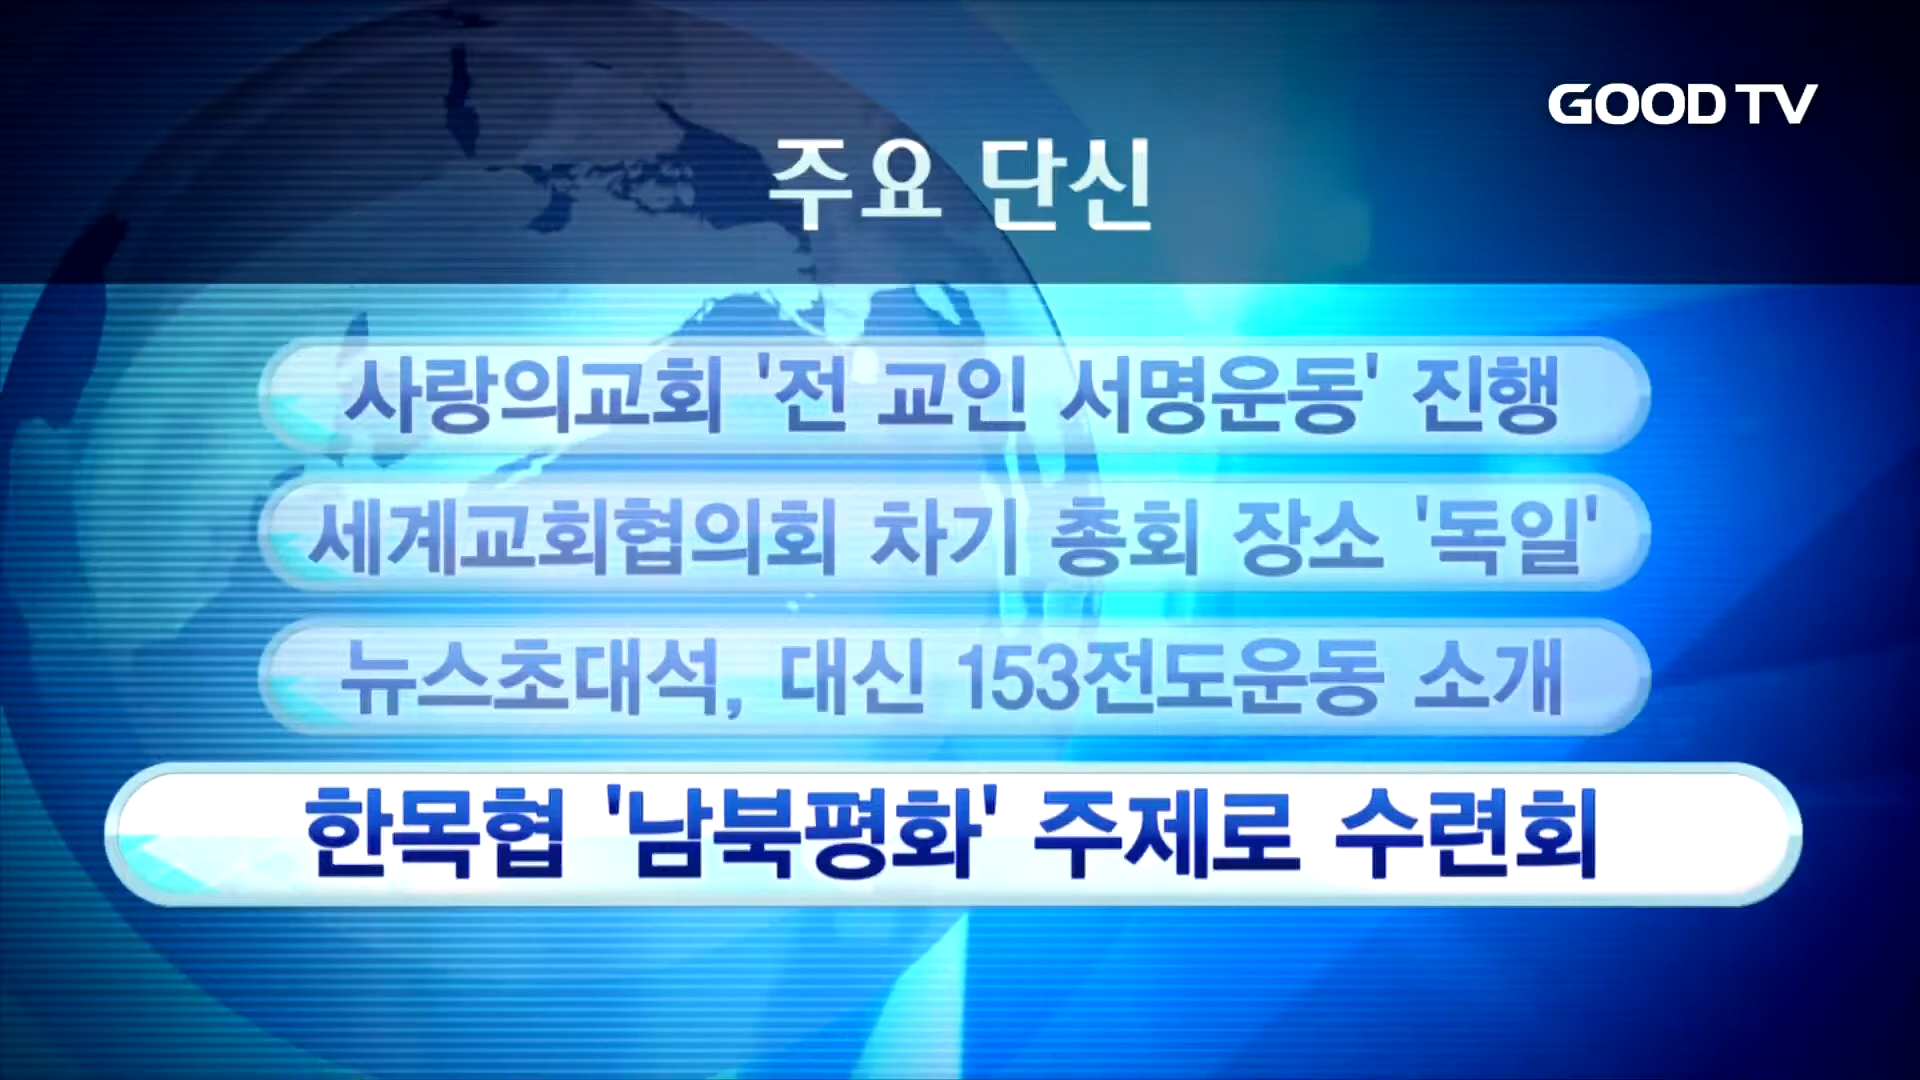 GOOD TV
주요 단신
사랑의교회 '전 교인 서명운동' 진행
세계교회협의회 차기 총회 장소 '독일'
뉴스초대석, 대신 153전도운동 소개
한목협 '남북평화' 주제로 수련회